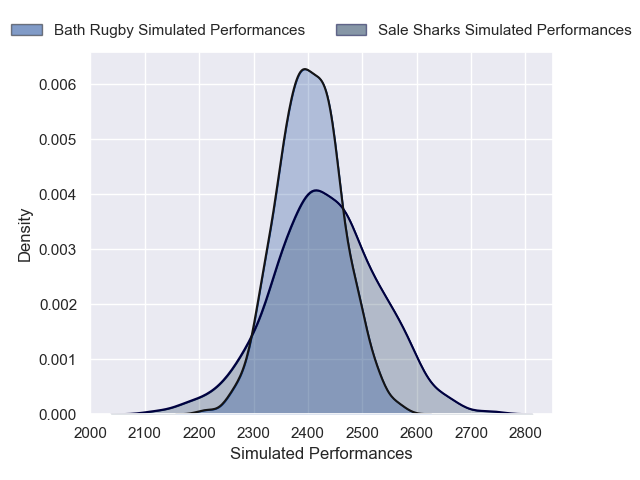 Bath Rugby Simulated Performances Sale Sharks Simulated Performances
0.006
0.005
0.004
0.003
0.002
0.001
0.000
Density
2000 2100 2200 2300 2400 2500 2600 2700 2800
Simulated Performances